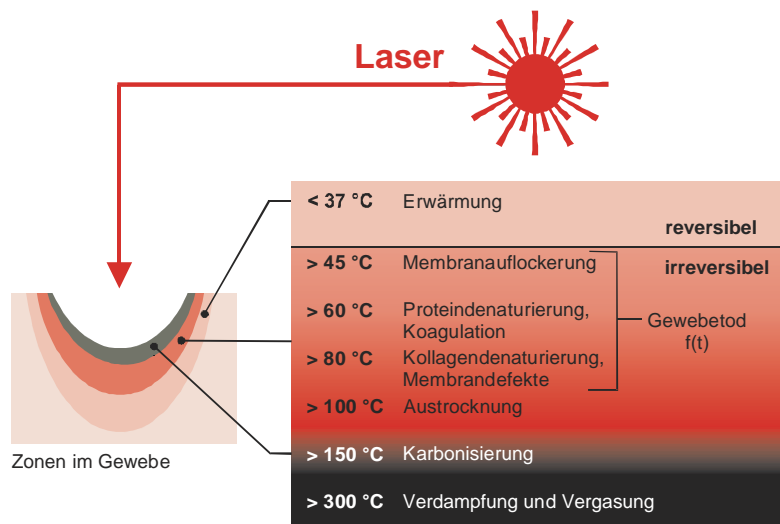 Laser
< 37 °C Erwärmung
reversibel
> 45 °C Membranauflockerung
irreversibel
> 60 °C Proteindenaturierung,
Koagulation
Gewebetod
f(t)
> 80 °C Kollagendenaturierung,
Membrandefekte
> 100 °C Austrocknung
> 150 °C Karbonisierung
Zonen im Gewebe
> 300 °C Verdampfung und Vergasung